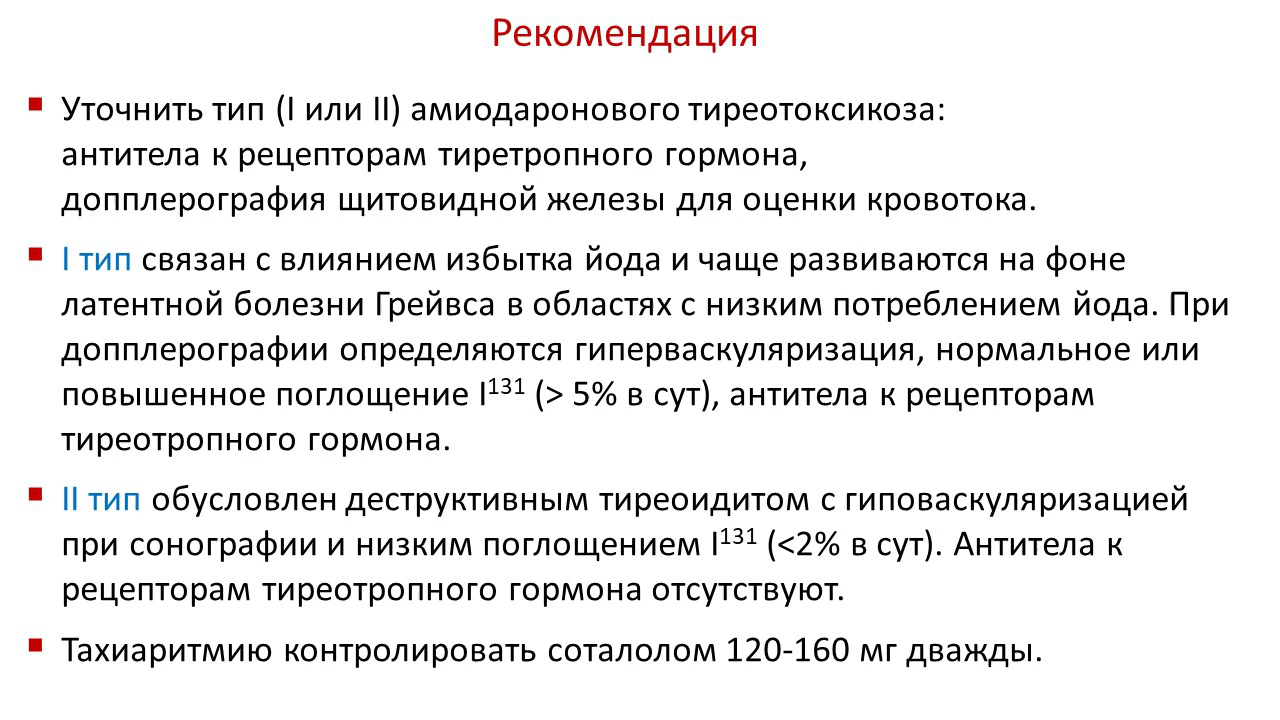 Рекомендация
▪ Уточнить тип (I или II) амиодаронового тиреотоксикоза:
антитела к рецепторам тиретропного гормона,
допплерография щитовидной железы для оценки кровотока.
▪ I тип связан с влиянием избытка йода и чаще развиваются на фоне
латентной болезни Грейвса в областях с низким потреблением йода. При
допплерографии определяются гиперваскуляризация, нормальное или
повышенное поглощение I¹³¹ (> 5% в сут), антитела к рецепторам
тиреотропного гормона.
▪ II тип обусловлен деструктивным тиреоидитом с гиповаскуляризацией
при сонографии и низким поглощением I¹³¹ (<2% в сут). Антитела к
рецепторам тиреотропного гормона отсутствуют.
▪ Тахиаритмию контролировать соталолом 120-160 мг дважды.